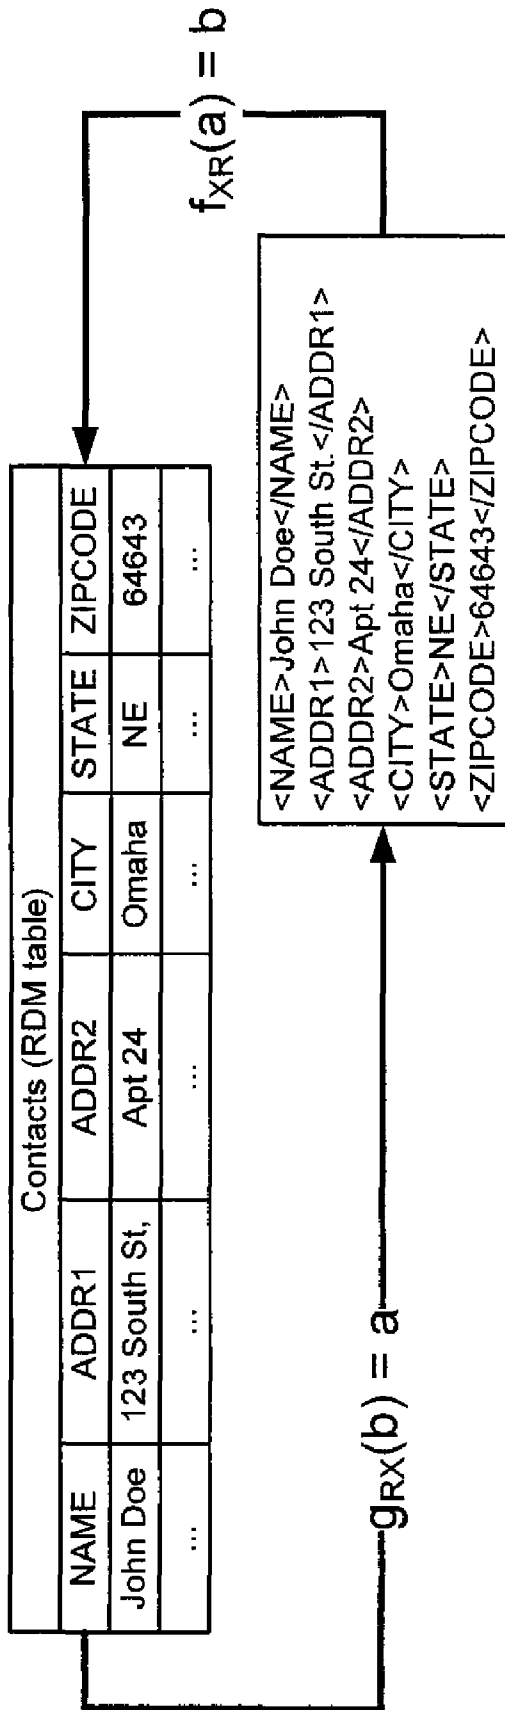 Contacts (RDM table)
NAME ADDR1 ADDR2 CITY STATE ZIPCODE
John Doe 123 South St, Apt 24 Omaha NE 64643
... ... ... ... ... ...
fXR(a) = b
<NAME>John Doe</NAME>
<ADDR1>123 South St.</ADDR1>
<ADDR2>Apt 24</ADDR2>
<CITY>Omaha</CITY>
<STATE>NE</STATE>
<ZIPCODE>64643</ZIPCODE>
gRX(b) = a